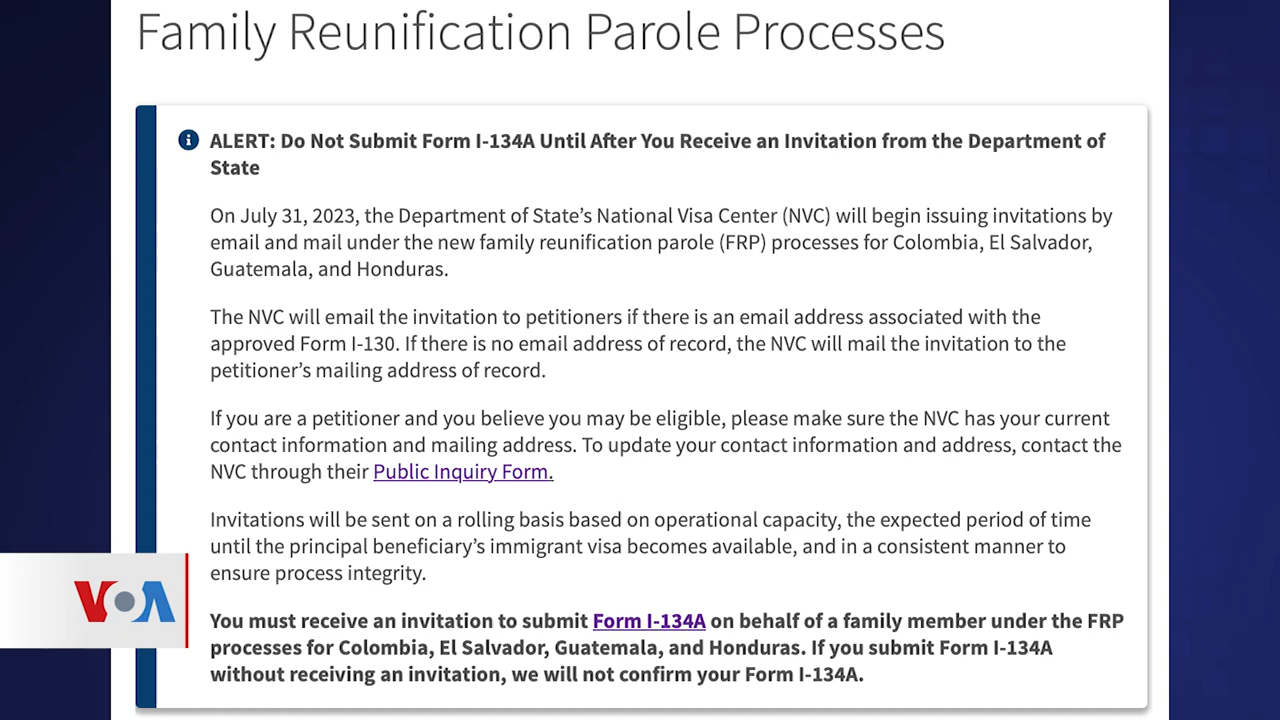 Family Reunification Parole Processes
ALERT: Do Not Submit Form I-134A Until After You Receive an Invitation from the Department of
State
On July 31, 2023, the Department of State’s National Visa Center (NVC) will begin issuing invitations by
email and mail under the new family reunification parole (FRP) processes for Colombia, El Salvador,
Guatemala, and Honduras.
The NVC will email the invitation to petitioners if there is an email address associated with the
approved Form I-130. If there is no email address of record, the NVC will mail the invitation to the
petitioner’s mailing address of record.
If you are a petitioner and you believe you may be eligible, please make sure the NVC has your current
contact information and mailing address. To update your contact information and address, contact the
NVC through their Public Inquiry Form.
Invitations will be sent on a rolling basis based on operational capacity, the expected period of time
until the principal beneficiary’s immigrant visa becomes available, and in a consistent manner to
ensure process integrity.
VOA
You must receive an invitation to submit Form I-134A on behalf of a family member under the FRP
processes for Colombia, El Salvador, Guatemala, and Honduras. If you submit Form I-134A
without receiving an invitation, we will not confirm your Form I-134A.